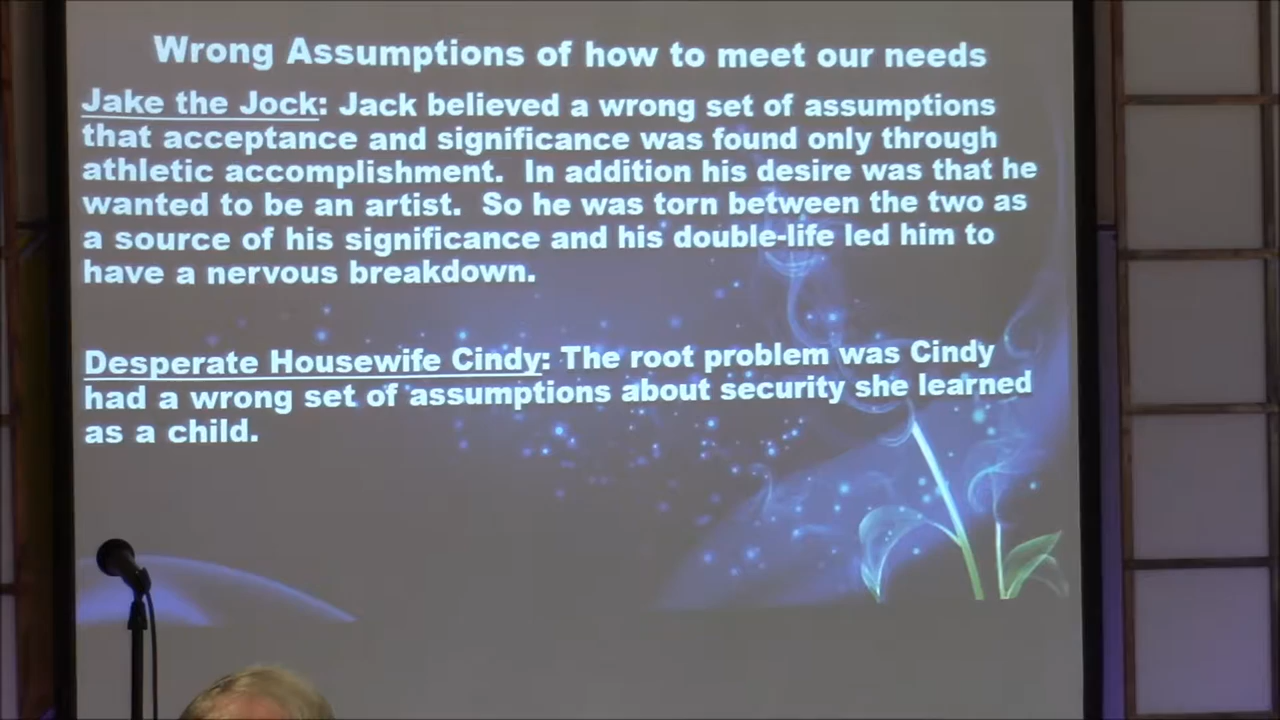 Wrong Assumptions of how to meet our needs
Jake the Jock: Jack believed a wrong set of assumptions
that acceptance and significance was found only through
athletic accomplishment. In addition his desire was that he
wanted to be an artist. So he was torn between the two as
a source of his significance and his double-life led him to
have a nervous breakdown.
Desperate Housewife Cindy: The root problem was Cindy
had a wrong set of assumptions about security she learned
as a child.